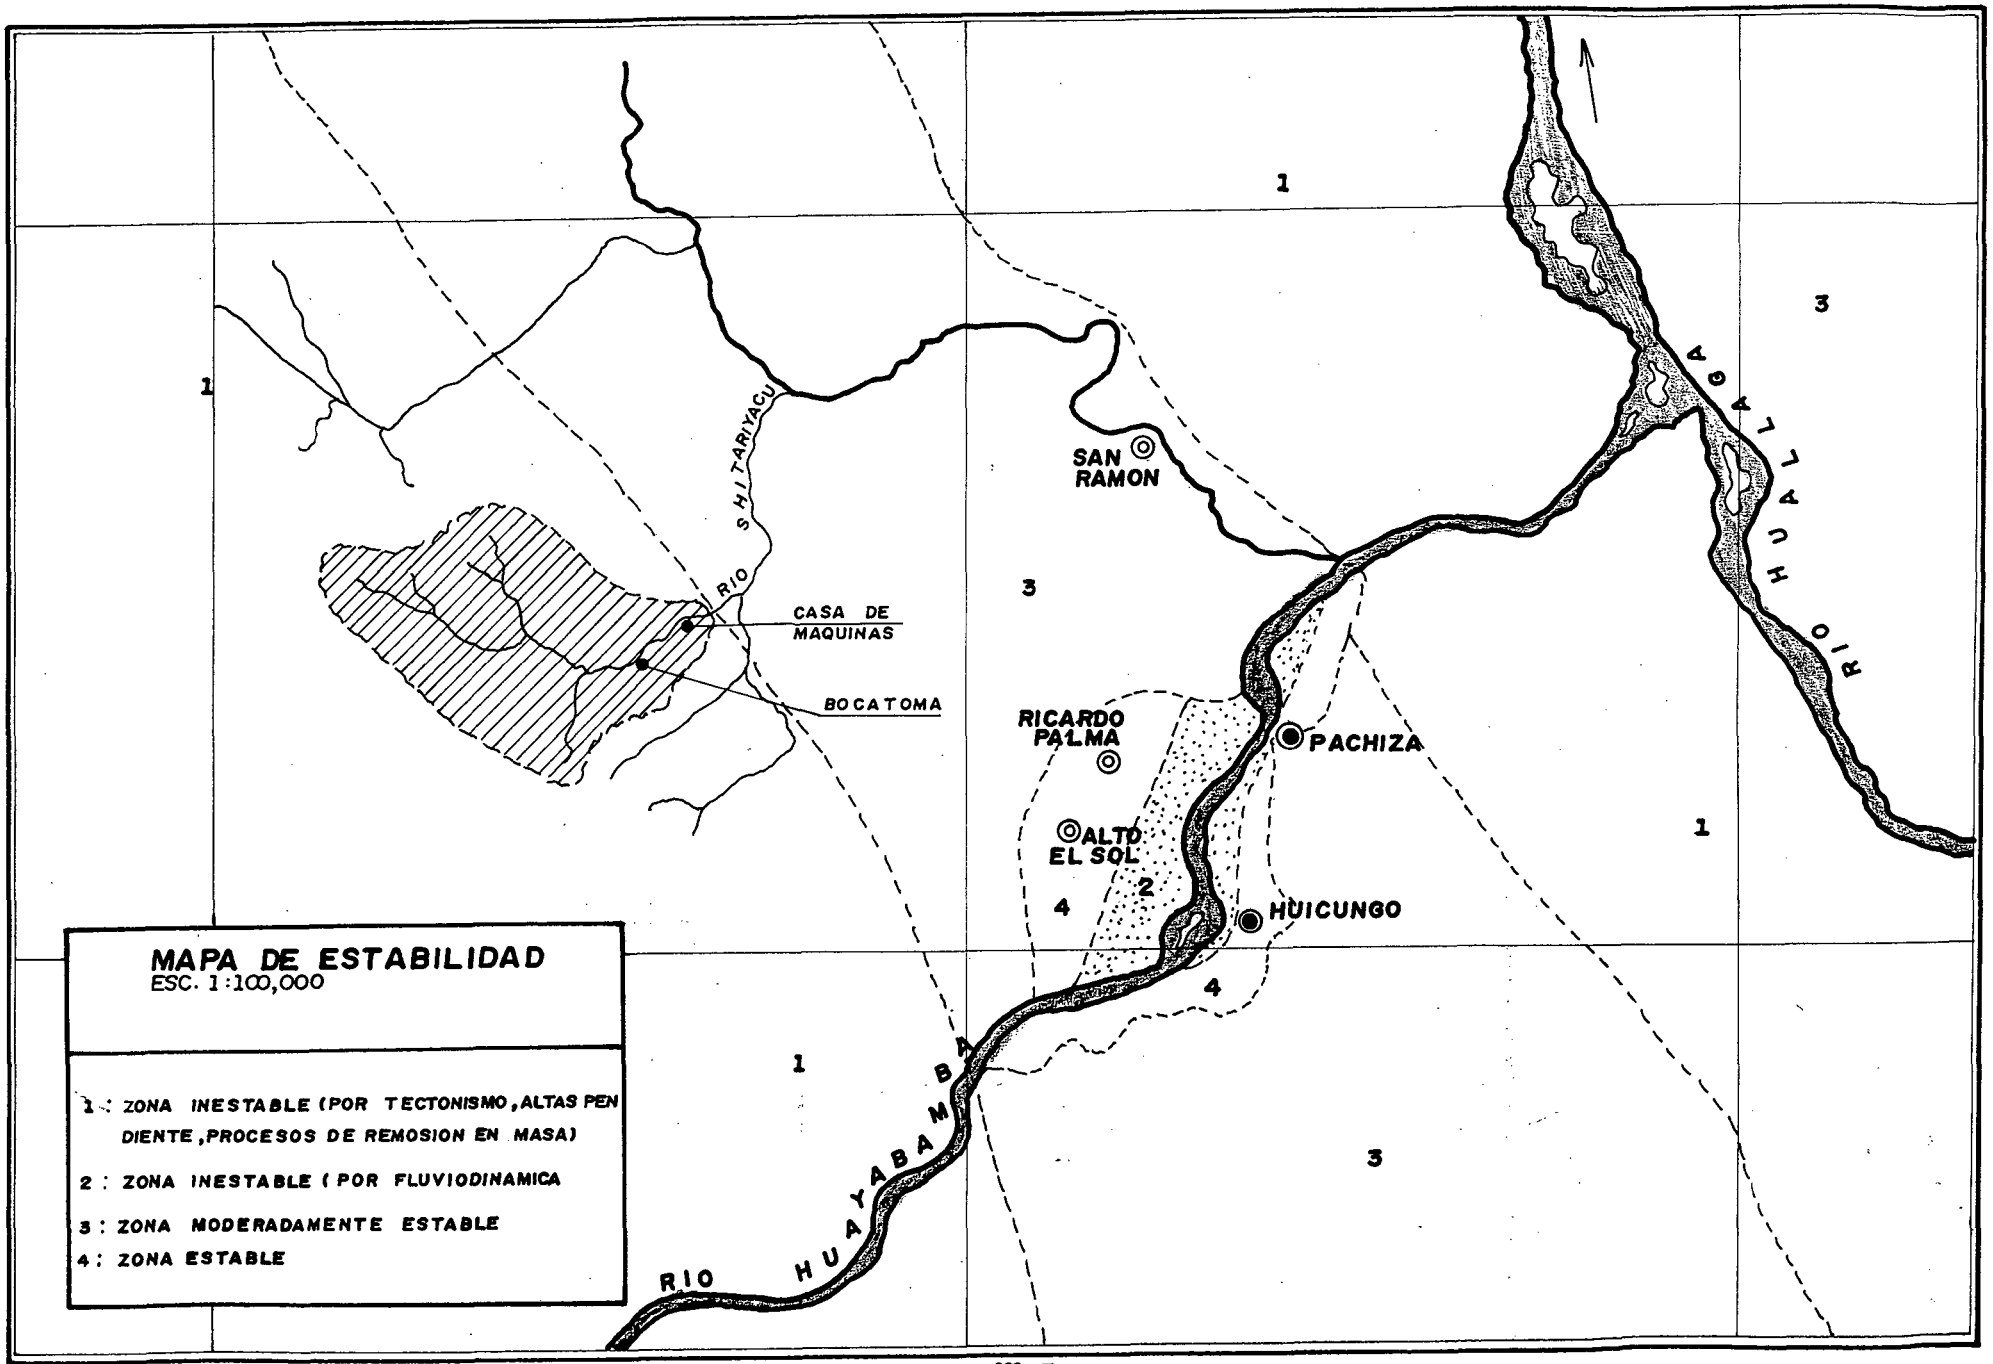 1
3
1
RIO HUALLAGA
RIO SHITARIYACU
SAN
RAMON
3
CASA DE
MAQUINAS
BOCATOMA
RICARDO
PALMA
PACHIZA
ALTO
EL SOL
2
1
4
HUICUNGO
4
1
3
RIO HUAYABAMBA
MAPA DE ESTABILIDAD
ESC. 1:100,000
1: ZONA INESTABLE (POR TECTONISMO, ALTAS PEN
DIENTE, PROCESOS DE REMOSION EN MASA)
2: ZONA INESTABLE (POR FLUVIODINAMICA
3: ZONA MODERADAMENTE ESTABLE
4: ZONA ESTABLE